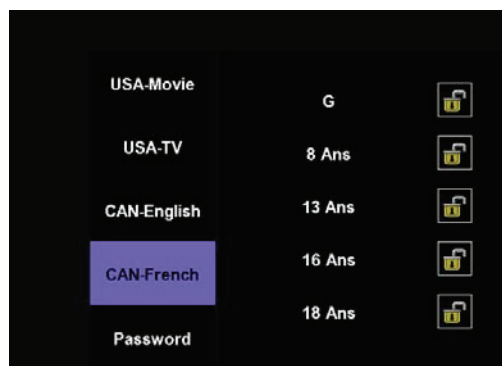 USA-Movie
USA-TV
CAN-English
CAN-French
Password
G
8 Ans
13 Ans
16 Ans
18 Ans